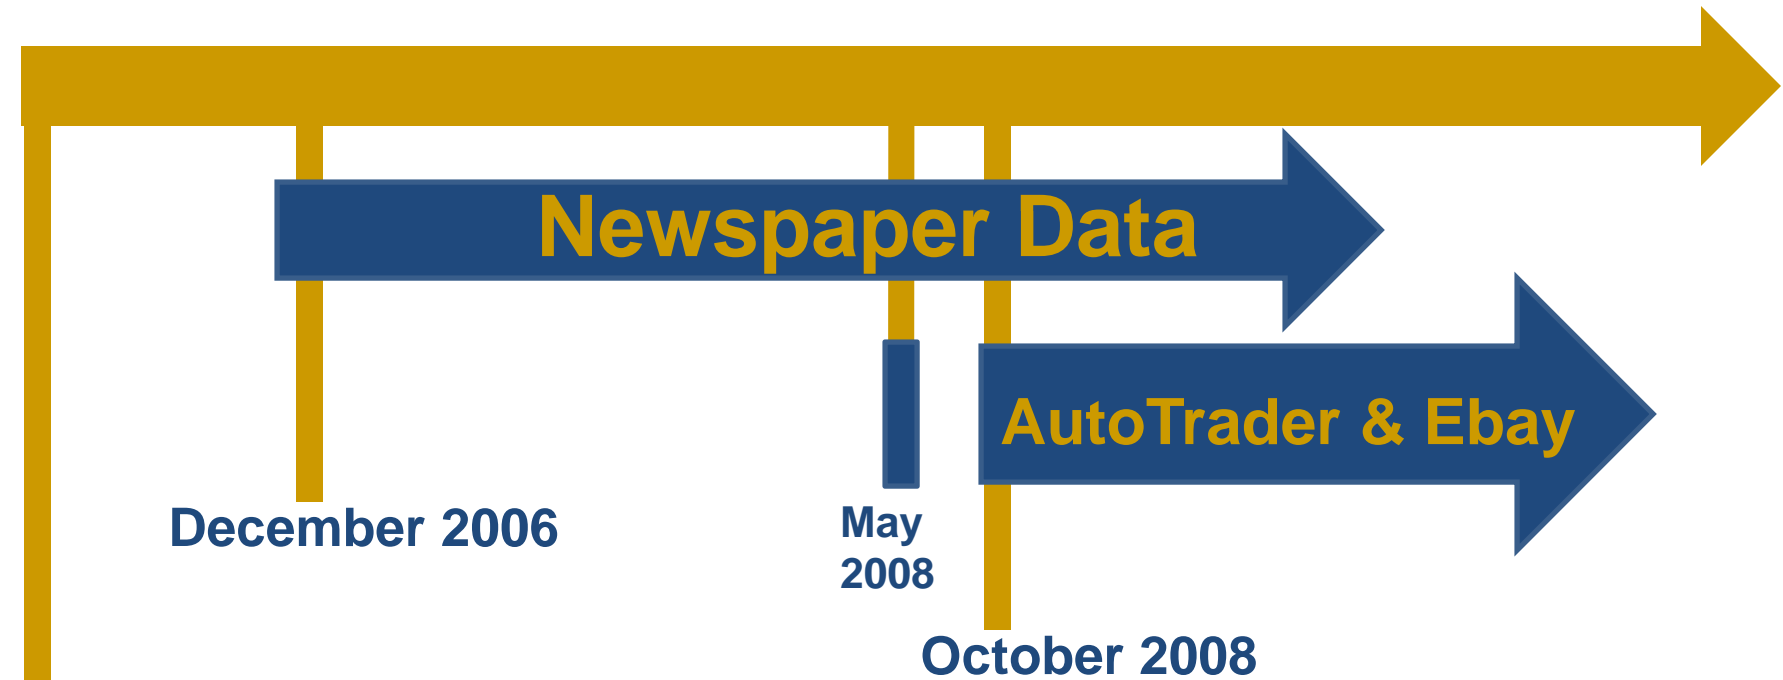 Newspaper Data
AutoTrader & Ebay
December 2006
May
2008
October 2008